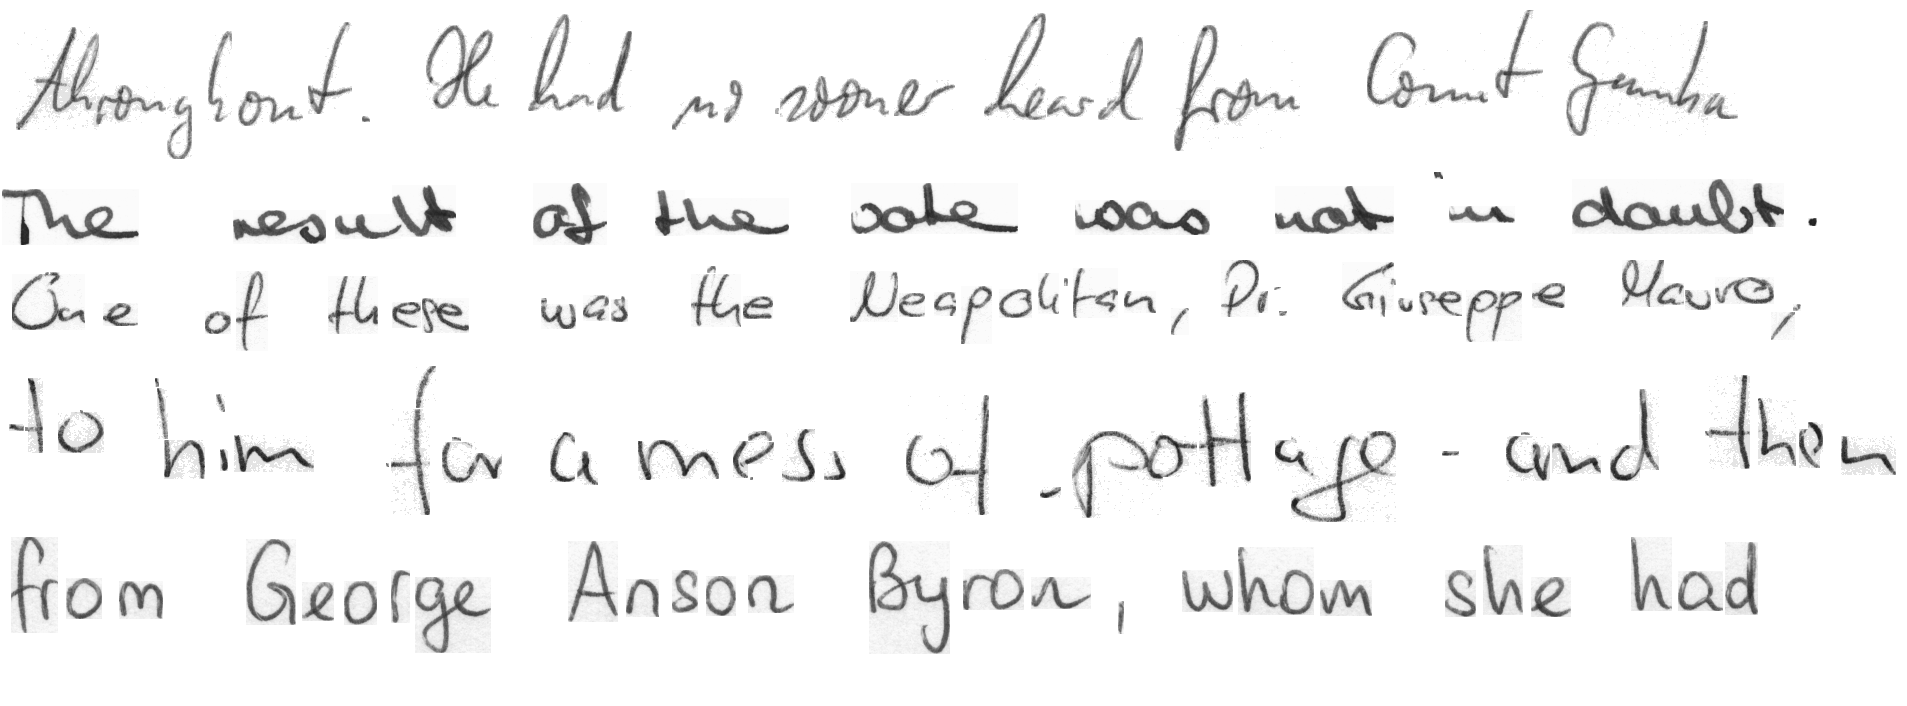 throughout. He had no sooner heard from Count Gamba
The result of the vote was not in doubt.
One of these was the Neapolitan, Dr. Giuseppe Mauro,
to him for a mess of pottage - and then
from George Anson Byron, whom she had